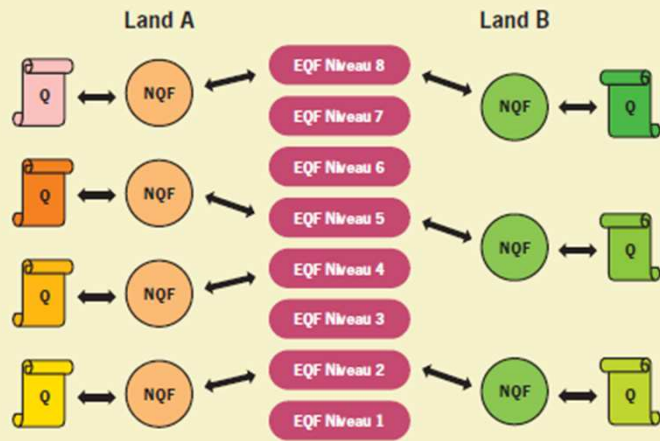 Land A
Land B
Q
NQF
EQF Niveau 8
NQF
Q
EQF Niveau 7
EQF Niveau 6
Q
NQF
EQF Niveau 5
NQF
Q
Q
NQF
EQF Niveau 4
EQF Niveau 3
Q
NQF
EQF Niveau 2
NQF
Q
EQF Niveau 1